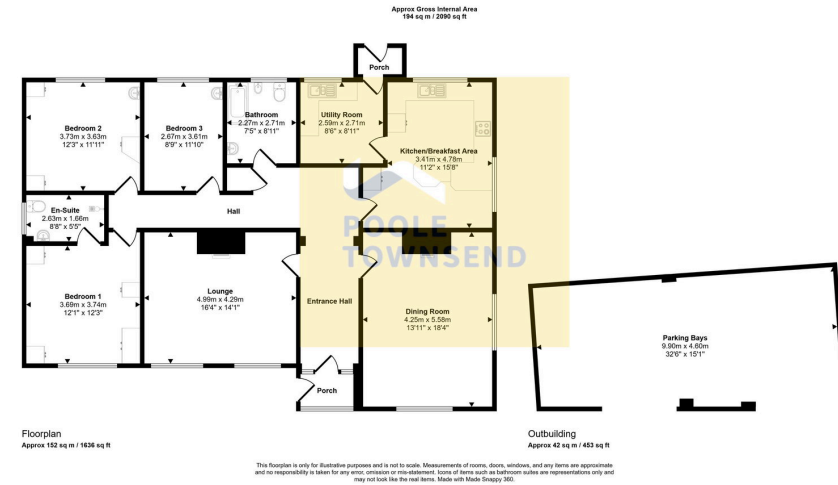 Approx Gross Internal Area
194 sq m / 2090 sq ft
Porch
Bedroom 2
3.73m x 3.63m
12'3" x 11'11"
Bedroom 3
2.67m x 3.61m
8'9" x 11'10"
Bathroom
2.27m x 2.71m
7'5" x 8'11"
Utility Room
2.59m x 2.71m
8'6" x 8'11"
Kitchen/Breakfast Area
3.41m x 4.78m
11'2" x 15'8"
En-Suite
2.63m x 1.66m
8'8" x 5'5"
Hall
POOLE
TOWNSEND
Bedroom 1
3.69m x 3.74m
12'1" x 12'3"
Lounge
4.99m x 4.29m
16'4" x 14'1"
Entrance Hall
Dining Room
4.25m x 5.58m
13'11" x 18'4"
Parking Bays
9.90m x 4.60m
32'6" x 15'1"
Porch
Floorplan
Approx 152 sq m / 1636 sq ft
Outbuilding
Approx 42 sq m / 453 sq ft
This floorplan is only for illustrative purposes and is not to scale. Measurements of rooms, doors, windows, and any items are approximate
and no responsibility is taken for any error, omission or mis-statement. Icons of items such as bathroom suites are representations only and
may not look like the real items. Made with Made Snappy 360.